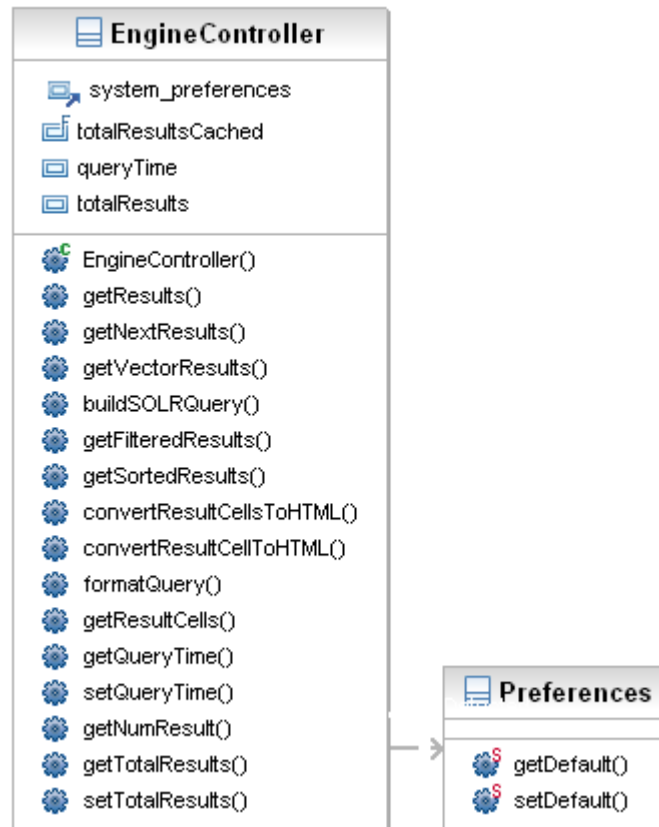 EngineController
system_preferences
totalResultsCached
queryTime
totalResults
EngineController()
getResults()
getNextResults()
getVectorResults()
buildSOLRQuery()
getFilteredResults()
getSortedResults()
convertResultCellsToHTML()
convertResultCellToHTML()
formatQuery()
getResultCells()
getQueryTime()
setQueryTime()
getNumResult()
getTotalResults()
setTotalResults()
Preferences
getDefault()
setDefault()